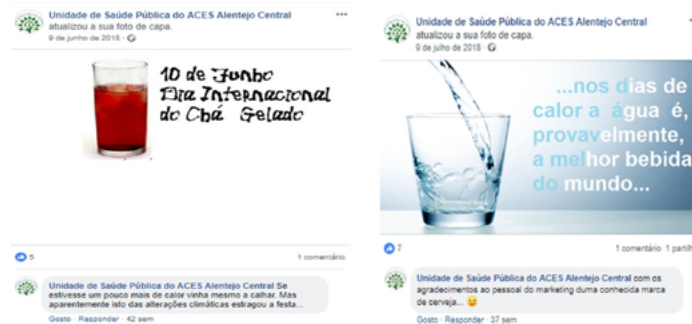 Unidade de Saúde Pública do ACES Alentejo Central
atualizou a sua foto de capa.
9 de junho de 2018 ·
10 de Junho
Dia Internacional
do Chá Gelado
5
1 comentário
Unidade de Saúde Pública do ACES Alentejo Central Se
estivesse um pouco mais de calor vinha mesmo a calhar. Mas
aparentemente isto das alterações climáticas estragou a festa...
Gosto · Responder · 42 sem
Unidade de Saúde Pública do ACES Alentejo Central
atualizou a sua foto de capa.
9 de julho de 2018 ·
...nos dias de
calor a água é,
provavelmente,
a melhor bebida
do mundo...
7
1 comentário 1 partilh
Unidade de Saúde Pública do ACES Alentejo Central com os
agradecimentos ao pessoal do marketing duma conhecida marca
de cerveja... 😉
Gosto · Responder · 37 sem